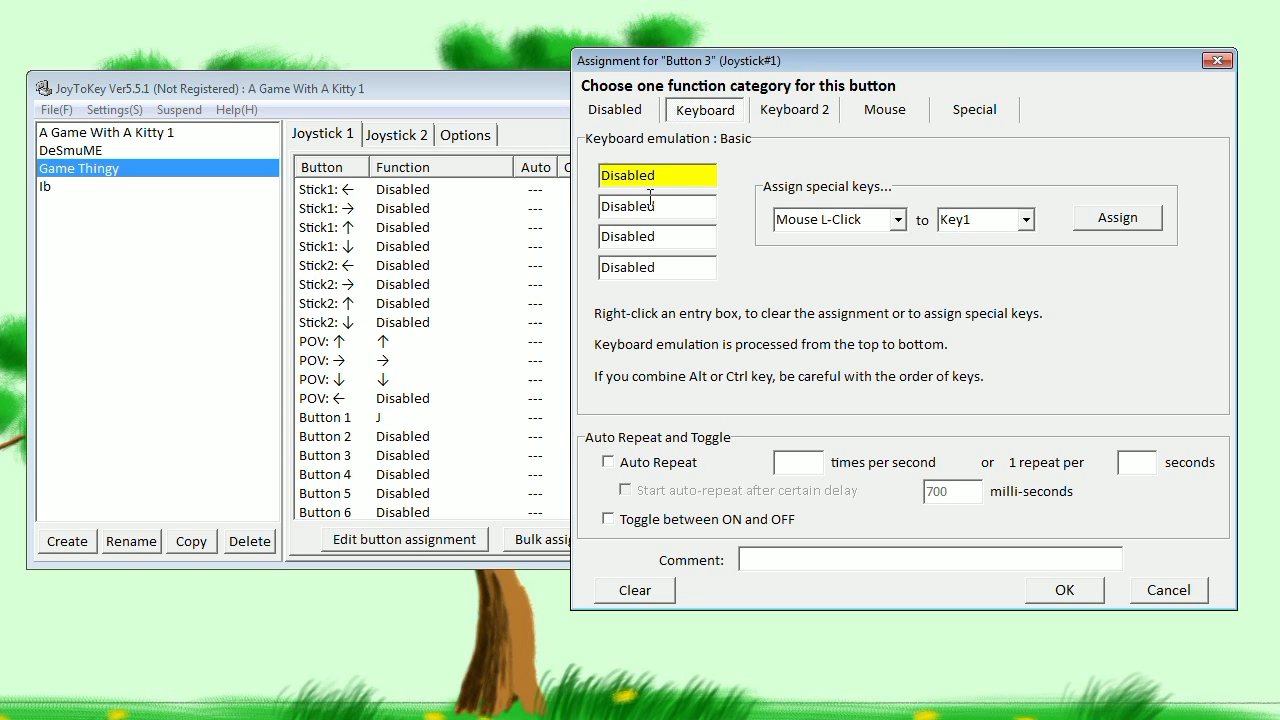 JoyToKey Ver5.5.1 (Not Registered) : A Game With A Kitty 1
File(F) Settings(S) Suspend Help(H)
A Game With A Kitty 1
DeSmuME
Game Thingy
Ib
Create Rename Copy Delete
Joystick 1 Joystick 2 Options
Button Function Auto
Stick1: ← Disabled ---
Stick1: → Disabled ---
Stick1: ↑ Disabled ---
Stick1: ↓ Disabled ---
Stick2: ← Disabled ---
Stick2: → Disabled ---
Stick2: ↑ Disabled ---
Stick2: ↓ Disabled ---
POV: ↑ ↑ ---
POV: → → ---
POV: ↓ ↓ ---
POV: ← Disabled ---
Button 1 J ---
Button 2 Disabled ---
Button 3 Disabled ---
Button 4 Disabled ---
Button 5 Disabled ---
Button 6 Disabled ---
Edit button assignment Bulk assig
Assignment for "Button 3" (Joystick#1)
Choose one function category for this button
Disabled Keyboard Keyboard 2 Mouse Special
Keyboard emulation : Basic
Disabled
Disabled
Disabled
Disabled
Assign special keys...
Mouse L-Click to Key1 Assign
Right-click an entry box, to clear the assignment or to assign special keys.
Keyboard emulation is processed from the top to bottom.
If you combine Alt or Ctrl key, be careful with the order of keys.
Auto Repeat and Toggle
Auto Repeat times per second or 1 repeat per seconds
Start auto-repeat after certain delay 700 milli-seconds
Toggle between ON and OFF
Comment:
Clear OK Cancel